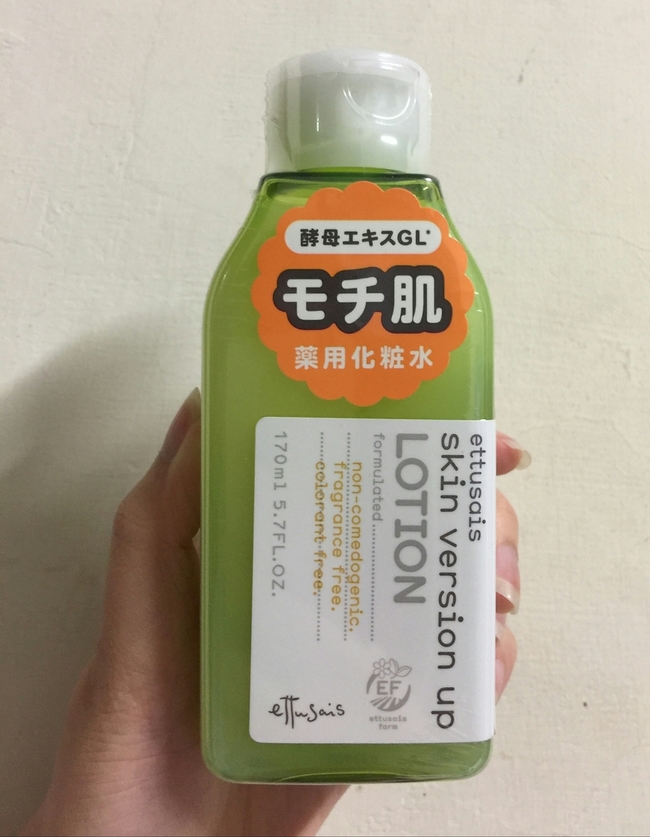 酵母エキスGL*
モチ肌
薬用化粧水
ettusais
skin version up
LOTION
formulated
non-comedogenic.
fragrance free.
colorant free.
170ml 5.7FL.OZ.
EF
ettusais
farm
ettusais